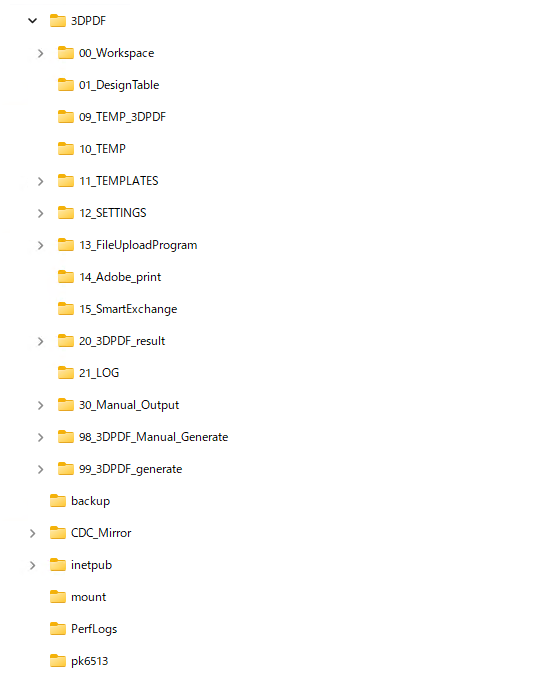 3DPDF
00_Workspace
01_DesignTable
09_TEMP_3DPDF
10_TEMP
11_TEMPLATES
12_SETTINGS
13_FileUploadProgram
14_Adobe_print
15_SmartExchange
20_3DPDF_result
21_LOG
30_Manual_Output
98_3DPDF_Manual_Generate
99_3DPDF_generate
backup
CDC_Mirror
inetpub
mount
PerfLogs
pk6513